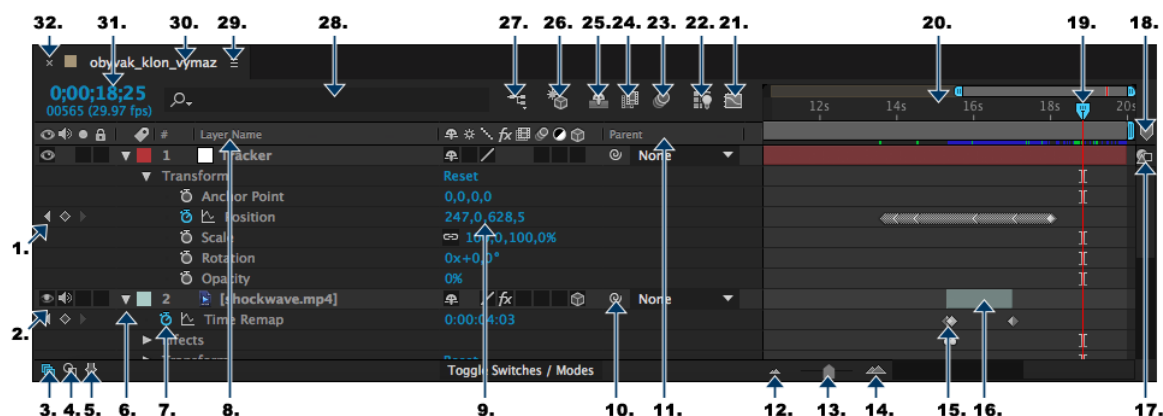 32. 31. 30. 29. 28. 27. 26. 25. 24. 23. 22. 21. 20. 19. 18.
× obyvak_klon_vymaz
0;00;18;25
00565 (29.97 fps)
12s 14s 16s 18s 20s
# Layer Name fx Parent
1 Tracker None
Transform Reset
Anchor Point 0,0,0,0
Position 247,0,628,5
1. Scale 100,0,100,0%
Rotation 0x+0,0°
Opacity 0%
2 [shockwave.mp4] fx None
2. Time Remap 0:00:04:03
Effects
Transform Reset
Toggle Switches / Modes
3. 4. 5. 6. 7. 8. 9. 10. 11. 12. 13. 14. 15. 16. 17.